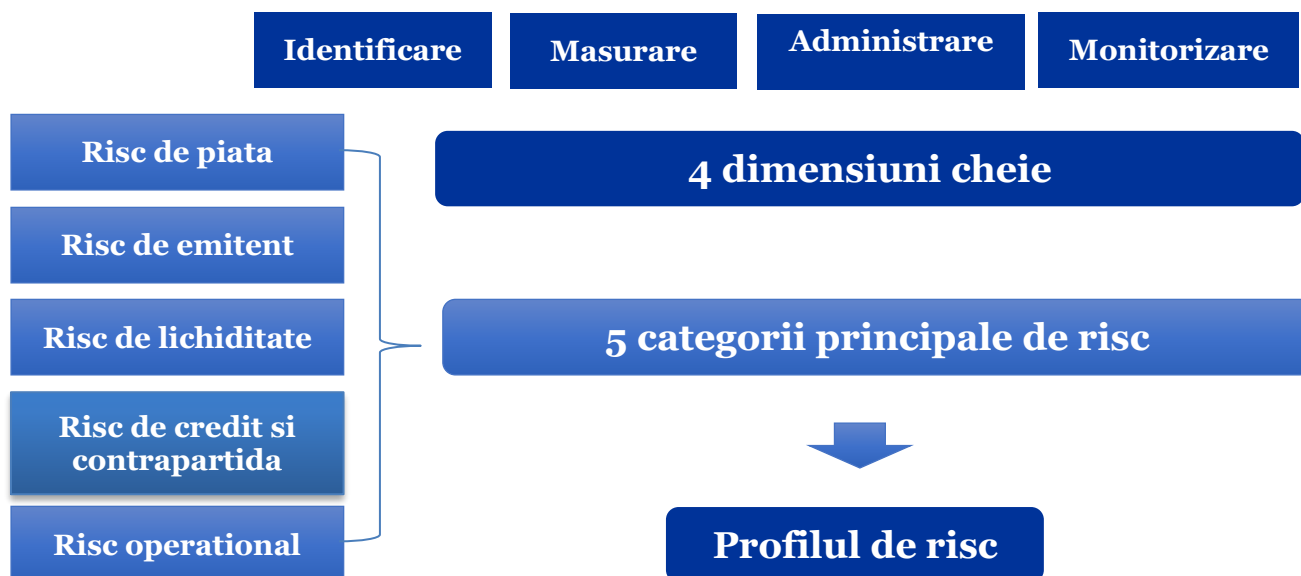 Identificare
Masurare
Administrare
Monitorizare
Risc de piata
4 dimensiuni cheie
Risc de emitent
Risc de lichiditate
5 categorii principale de risc
Risc de credit si
contrapartida
Risc operational
Profilul de risc